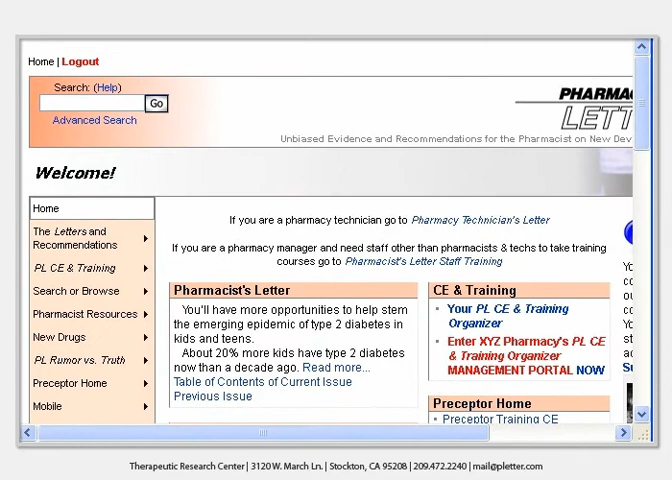 Home | Logout
Search: (Help)
Go
Advanced Search
PHARMAC
LETT
Unbiased Evidence and Recommendations for the Pharmacist on New Dev
Welcome!
Home
The Letters and
Recommendations
PL CE & Training
Search or Browse
Pharmacist Resources
New Drugs
PL Rumor vs. Truth
Preceptor Home
Mobile
If you are a pharmacy technician go to Pharmacy Technician's Letter
If you are a pharmacy manager and need staff other than pharmacists & techs to take training
courses go to Pharmacist's Letter Staff Training
Pharmacist's Letter
You'll have more opportunities to help stem
the emerging epidemic of type 2 diabetes in
kids and teens.
About 20% more kids have type 2 diabetes
now than a decade ago. Read more...
Table of Contents of Current Issue
Previous Issue
CE & Training
Your PL CE & Training
Organizer
Enter XYZ Pharmacy's PL CE
& Training Organizer
MANAGEMENT PORTAL NOW
Preceptor Home
Preceptor Training CE
Therapeutic Research Center | 3120 W. March Ln. | Stockton, CA 95208 | 209.472.2240 | mail@pletter.com